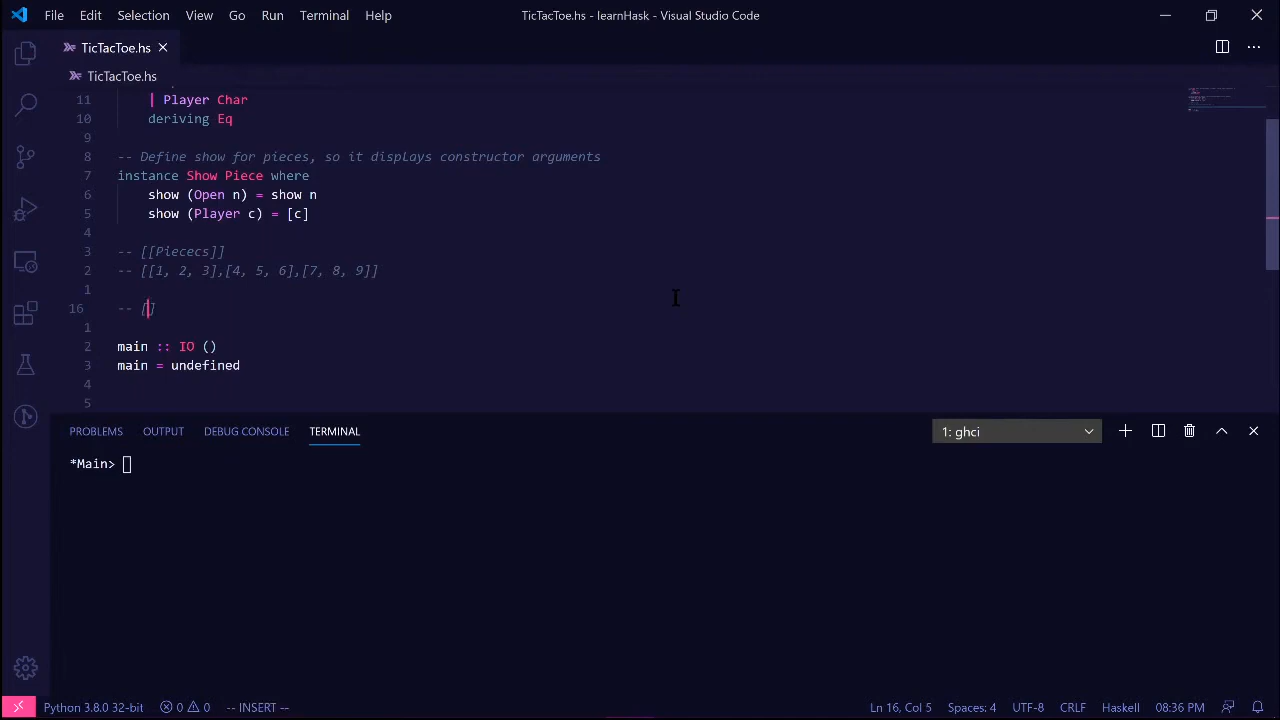 File Edit Selection View Go Run Terminal Help TicTacToe.hs - learnHask - Visual Studio Code
TicTacToe.hs
TicTacToe.hs
11 | Player Char
10 deriving Eq
9
8 -- Define show for pieces, so it displays constructor arguments
7 instance Show Piece where
6 show (Open n) = show n
5 show (Player c) = [c]
4
3 -- [[Piececs]]
2 -- [[1, 2, 3],[4, 5, 6],[7, 8, 9]]
1
16 -- []
1
2 main :: IO ()
3 main = undefined
4
5
PROBLEMS OUTPUT DEBUG CONSOLE TERMINAL 1: ghci
*Main>
Python 3.8.0 32-bit 0 0 -- INSERT -- Ln 16, Col 5 Spaces: 4 UTF-8 CRLF Haskell 08:36 PM